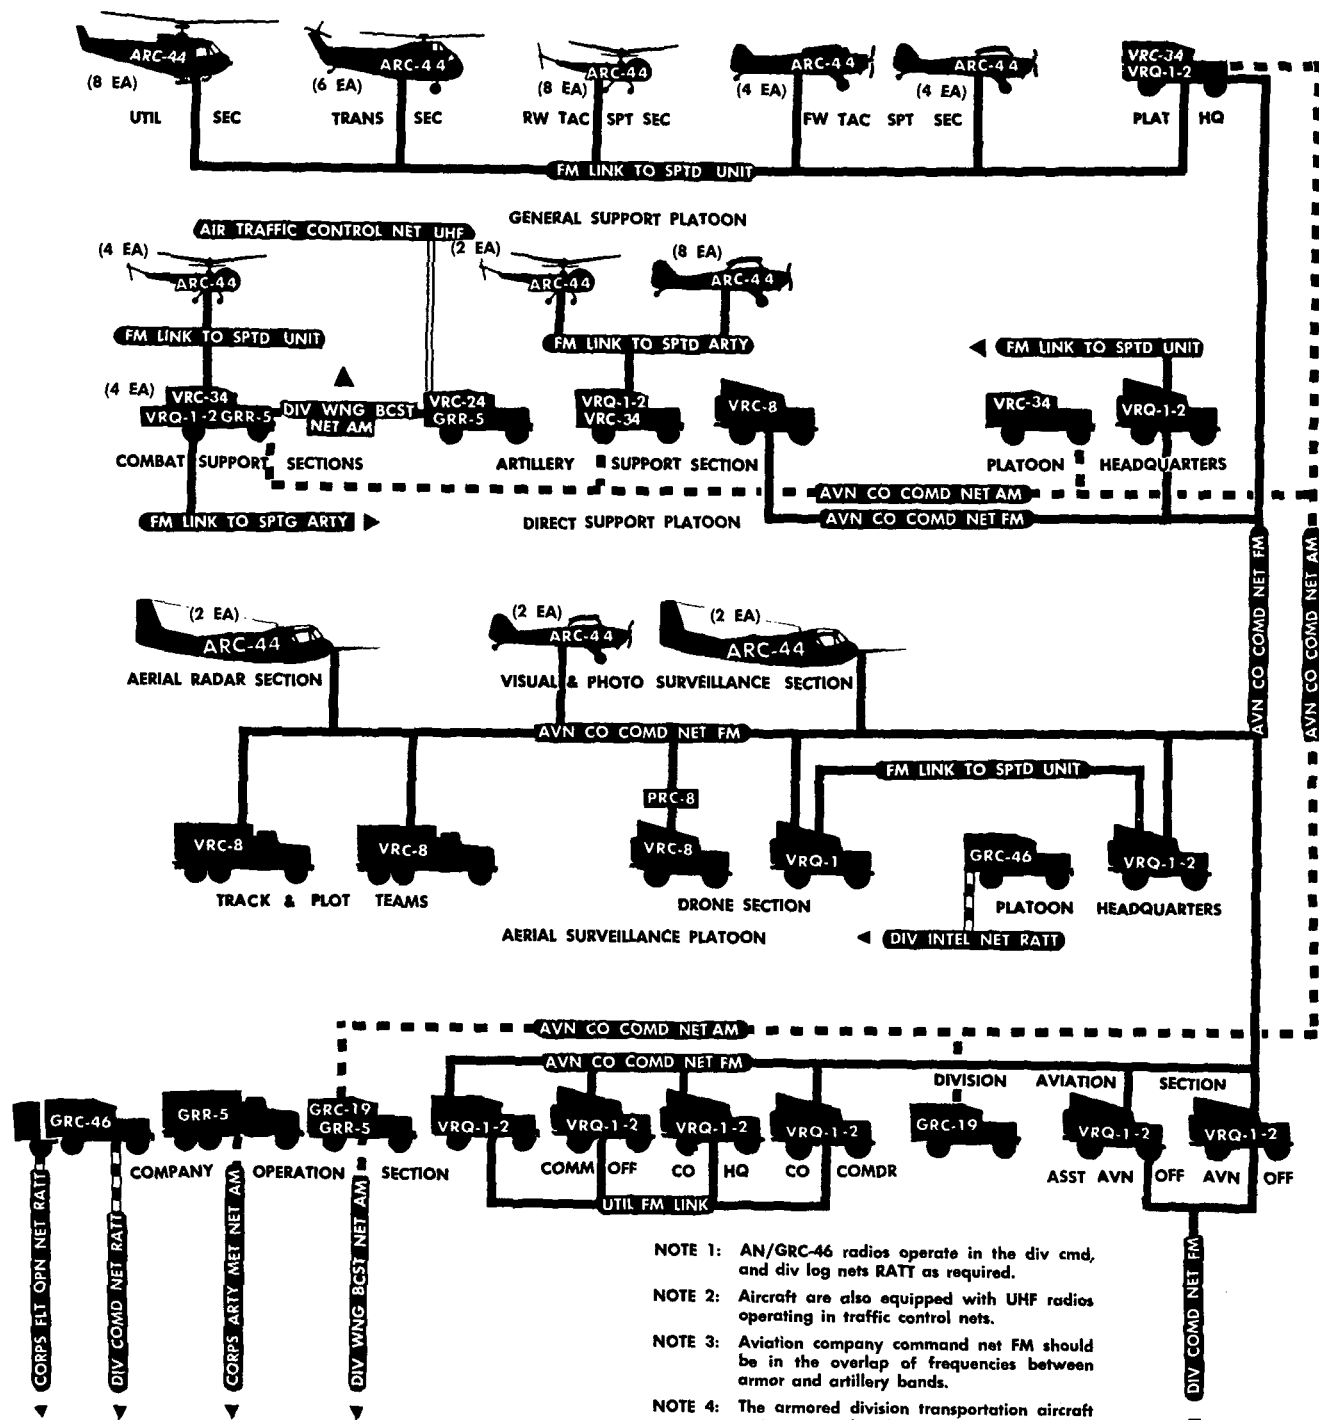 ARC-44
(8 EA)
UTIL SEC
ARC-44
(6 EA)
TRANS SEC
ARC-44
(8 EA)
RW TAC SPT SEC
ARC-44
(4 EA)
ARC-44
(4 EA)
FW TAC SPT SEC
VRC-34
VRQ-1-2
PLAT HQ
FM LINK TO SPTD UNIT
GENERAL SUPPORT PLATOON
AIR TRAFFIC CONTROL NET UHF
(4 EA)
ARC-44
(2 EA)
ARC-44
(8 EA)
ARC-44
FM LINK TO SPTD UNIT
FM LINK TO SPTD ARTY
FM LINK TO SPTD UNIT
(4 EA)
VRC-34
VRQ-1-2 GRR-5
DIV WNG BCST
NET AM
VRC-24
GRR-5
VRQ-1-2
VRC-34
VRC-8
VRC-34
VRQ-1-2
COMBAT SUPPORT SECTIONS
ARTILLERY SUPPORT SECTION
PLATOON HEADQUARTERS
AVN CO COMD NET AM
FM LINK TO SPTG ARTY
DIRECT SUPPORT PLATOON
AVN CO COMD NET FM
AVN CO COMD NET FM
AVN CO COMD NET AM
(2 EA)
ARC-44
AERIAL RADAR SECTION
(2 EA)
ARC-44
(2 EA)
ARC-44
VISUAL & PHOTO SURVEILLANCE SECTION
AVN CO COMD NET FM
FM LINK TO SPTD UNIT
PRC-8
VRC-8
VRC-8
VRC-8
VRQ-1
GRC-46
VRQ-1-2
TRACK & PLOT TEAMS
DRONE SECTION
PLATOON HEADQUARTERS
AERIAL SURVEILLANCE PLATOON
DIV INTEL NET RATT
AVN CO COMD NET AM
AVN CO COMD NET FM
DIVISION AVIATION SECTION
GRC-46
GRR-5
GRC-19
GRR-5
VRQ-1-2
VRQ-1-2
VRQ-1-2
VRQ-1-2
GRC-19
VRQ-1-2
VRQ-1-2
COMPANY OPERATION SECTION
COMM OFF
CO HQ
CO COMDR
ASST AVN OFF
AVN OFF
UTIL FM LINK
CORPS FLT OPN NET RATT
DIV COMD NET RATT
CORPS ARTY MET NET AM
DIV WNG BCST NET AM
DIV COMD NET FM
NOTE 1: AN/GRC-46 radios operate in the div cmd,
and div log nets RATT as required.
NOTE 2: Aircraft are also equipped with UHF radios
operating in traffic control nets.
NOTE 3: Aviation company command net FM should
be in the overlap of frequencies between
armor and artillery bands.
NOTE 4: The armored division transportation aircraft